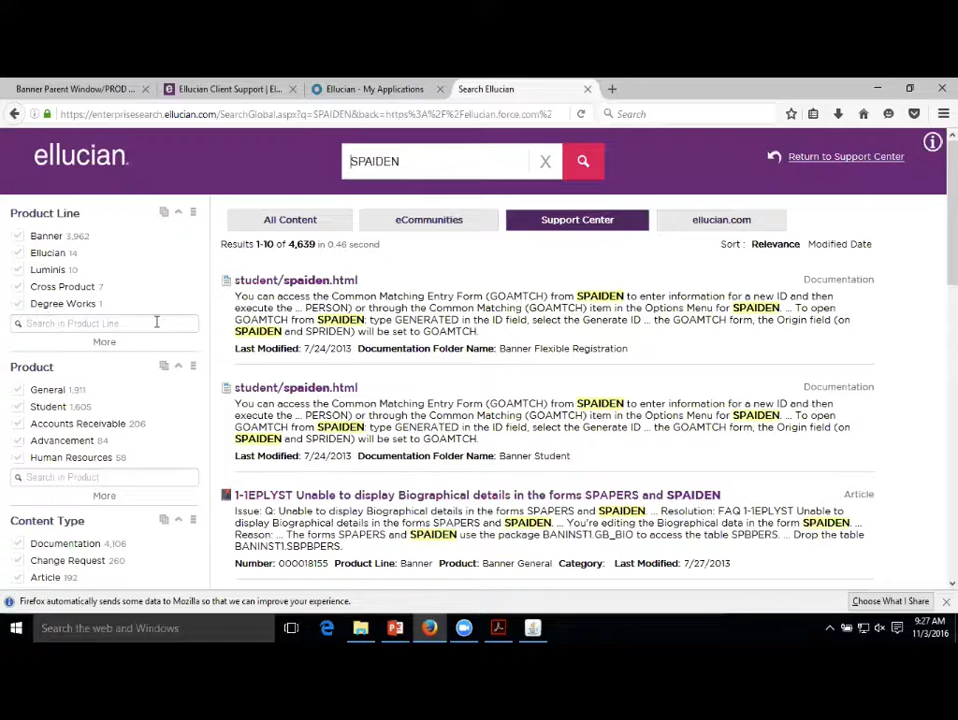 Banner Parent Window/PROD ...
Ellucian Client Support | El...
Ellucian - My Applications
Search Ellucian
https://enterprisesearch.ellucian.com/SearchGlobal.aspx?q=SPAIDEN&back=https%3A%2F%2Fellucian.force.com%2
Search
ellucian.
SPAIDEN
X
Return to Support Center
All Content
eCommunities
Support Center
ellucian.com
Results 1-10 of 4,639 in 0.46 second
Sort : Relevance Modified Date
Product Line
Banner 3,962
Ellucian 14
Luminis 10
Cross Product 7
Degree Works 1
Search in Product Line...
More
Product
General 1,911
Student 1,605
Accounts Receivable 206
Advancement 84
Human Resources 58
Search in Product
More
Content Type
Documentation 4,106
Change Request 260
Article 192
student/spaiden.html
Documentation
You can access the Common Matching Entry Form (GOAMTCH) from SPAIDEN to enter information for a new ID and then
execute the ... PERSON) or through the Common Matching (GOAMTCH) item in the Options Menu for SPAIDEN. ... To open
GOAMTCH from SPAIDEN: type GENERATED in the ID field, select the Generate ID ... the GOAMTCH form, the Origin field (on
SPAIDEN and SPRIDEN) will be set to GOAMTCH.
Last Modified: 7/24/2013 Documentation Folder Name: Banner Flexible Registration
student/spaiden.html
Documentation
You can access the Common Matching Entry Form (GOAMTCH) from SPAIDEN to enter information for a new ID and then
execute the ... PERSON) or through the Common Matching (GOAMTCH) item in the Options Menu for SPAIDEN. ... To open
GOAMTCH from SPAIDEN: type GENERATED in the ID field, select the Generate ID ... the GOAMTCH form, the Origin field (on
SPAIDEN and SPRIDEN) will be set to GOAMTCH.
Last Modified: 7/24/2013 Documentation Folder Name: Banner Student
1-1EPLYST Unable to display Biographical details in the forms SPAPERS and SPAIDEN
Article
Issue: Q: Unable to display Biographical details in the forms SPAPERS and SPAIDEN. ... Resolution: FAQ 1-1EPLYST Unable to
display Biographical details in the forms SPAPERS and SPAIDEN. ... You're editing the Biographical data in the form SPAIDEN. ...
Reason: ... The forms SPAPERS and SPAIDEN use the package BANINST1.GB_BIO to access the table SPBPERS. ... Drop the table
BANINST1.SBPBPERS.
Number: 000018155 Product Line: Banner Product: Banner General Category: Last Modified: 7/27/2013
Firefox automatically sends some data to Mozilla so that we can improve your experience.
Choose What I Share
Search the web and Windows
9:27 AM
11/3/2016